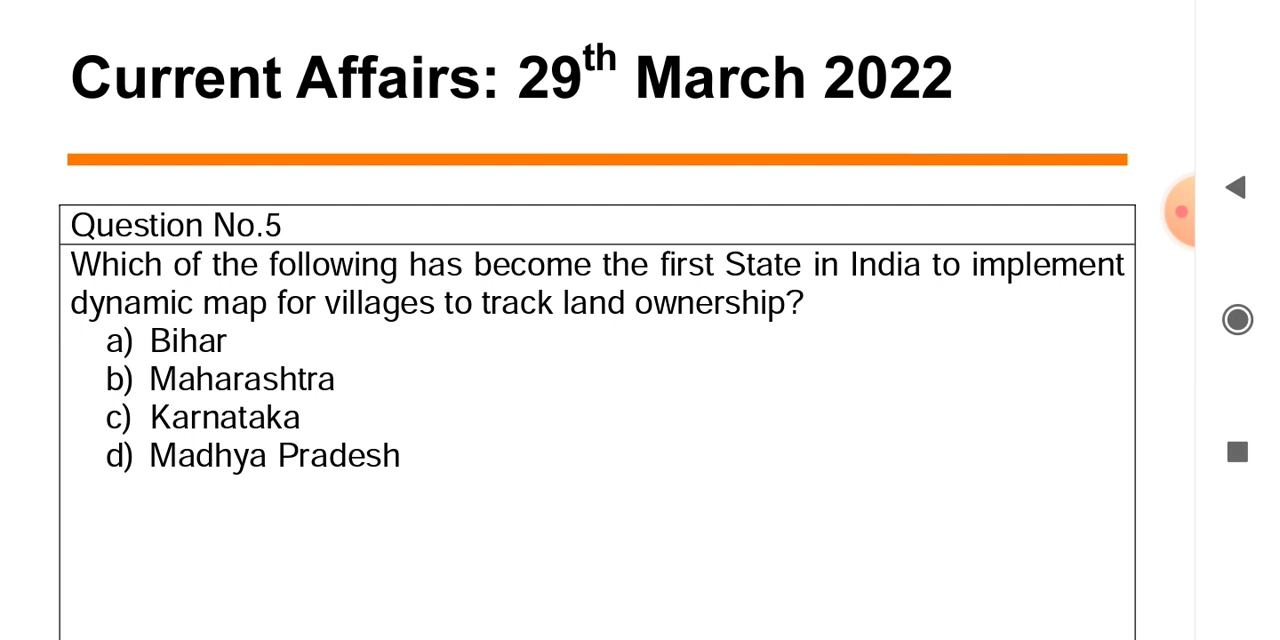 Current Affairs: 29th March 2022
Question No.5
Which of the following has become the first State in India to implement
dynamic map for villages to track land ownership?
a) Bihar
b) Maharashtra
c) Karnataka
d) Madhya Pradesh